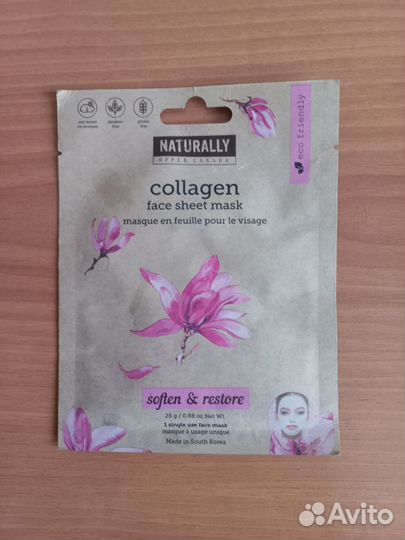 not tested
on animals
paraben
free
gluten
free
eco friendly
NATURALLY
UPPER CANADA
collagen
face sheet mask
masque en feuille pour le visage
soften & restore
25 g / 0.88 oz Net Wt.
1 single use face mask
masque à usage unique
Made in South Korea
Avito